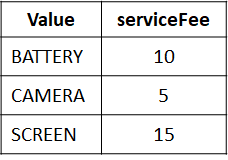 Value serviceFee
BATTERY 10
CAMERA 5
SCREEN 15